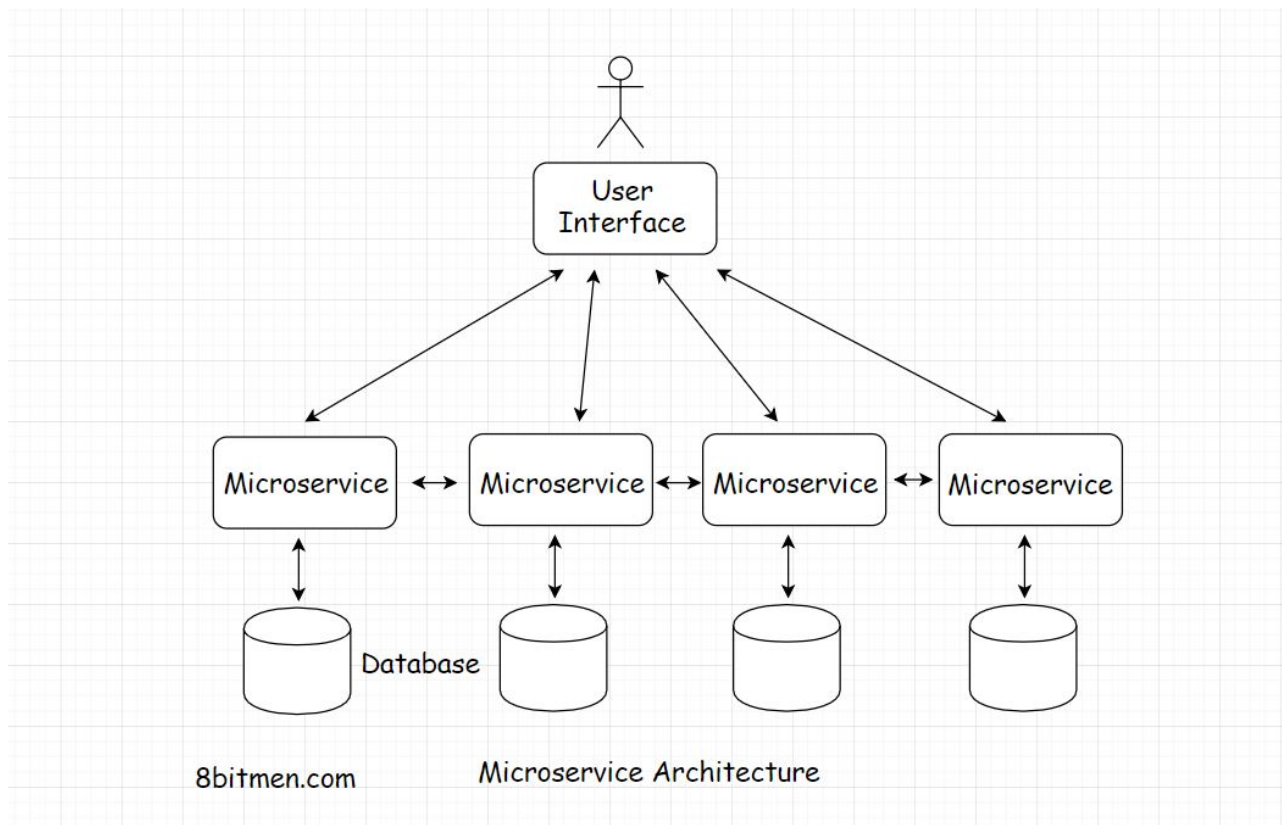 User
Interface
Microservice
Microservice
Microservice
Microservice
Database
8bitmen.com
Microservice Architecture